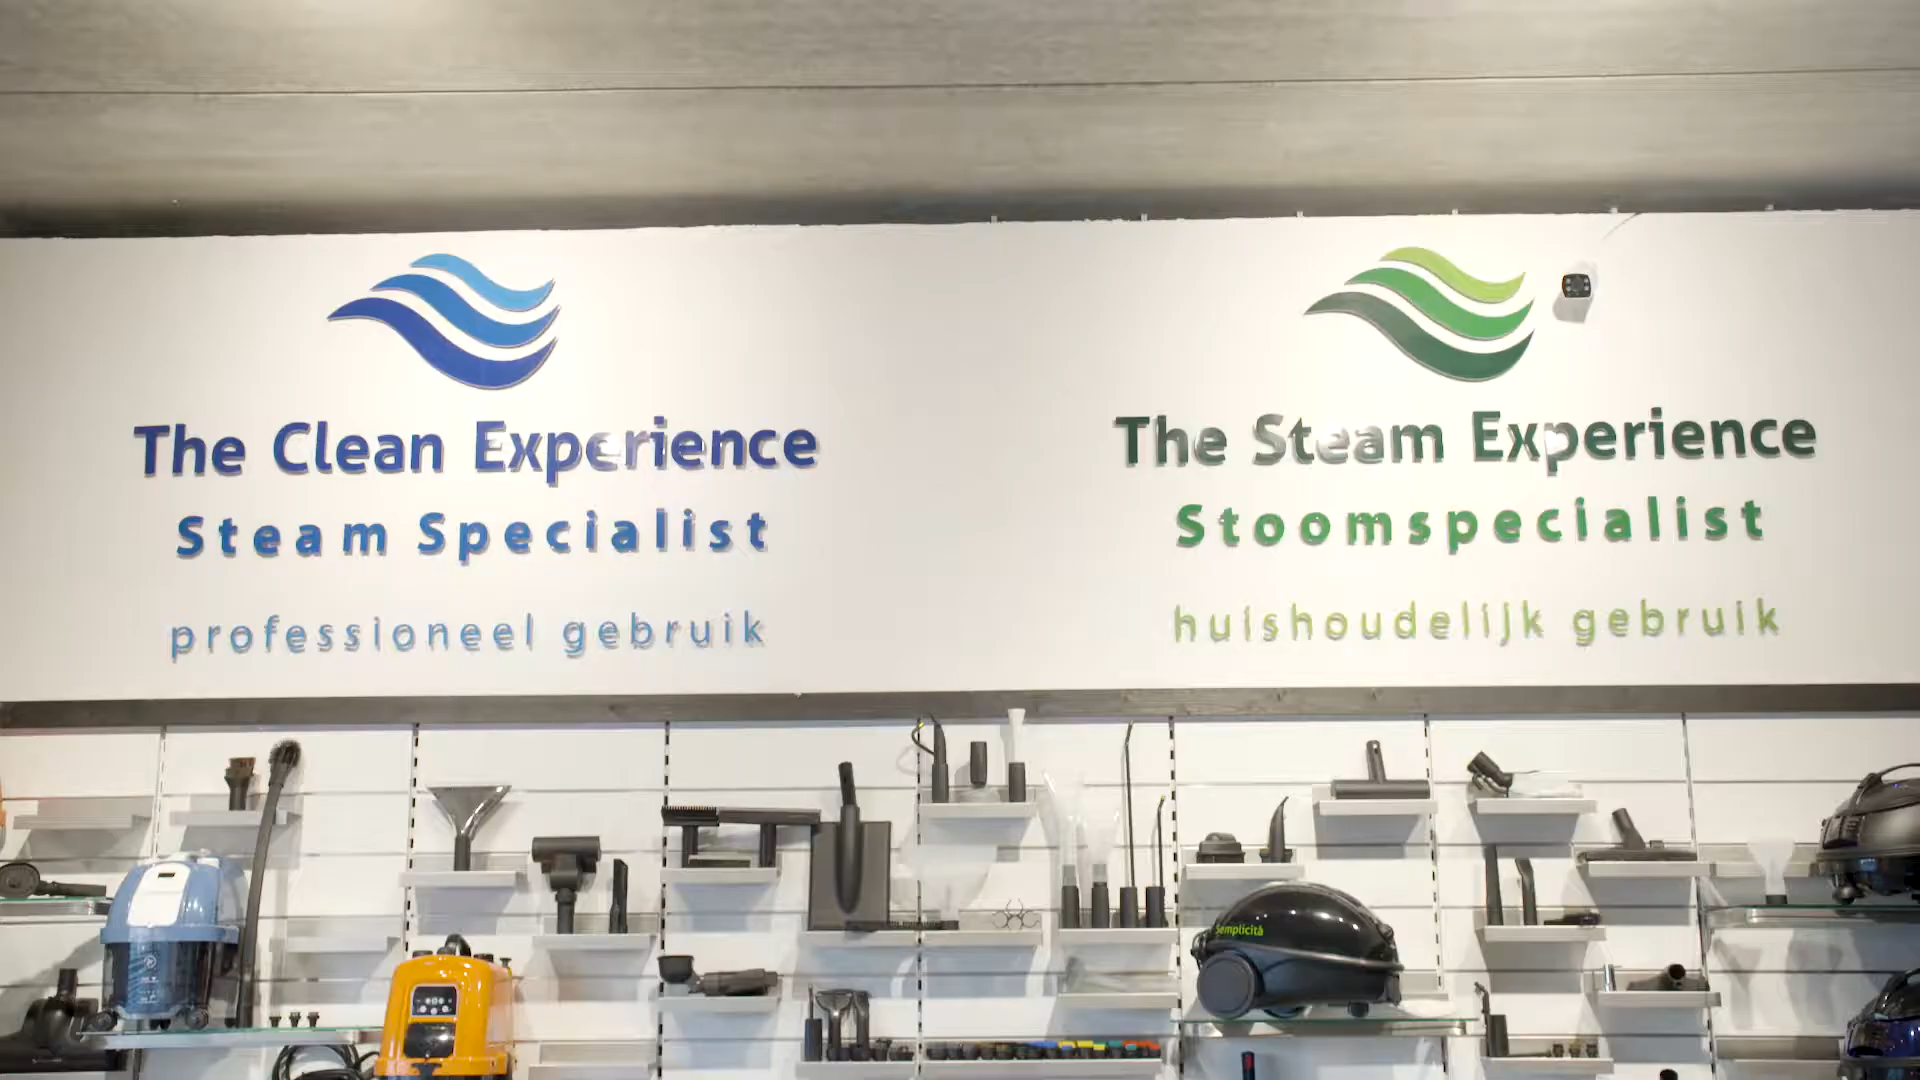 The Clean Experience
Steam Specialist
professioneel gebruik
The Steam Experience
Stoomspecialist
huishoudelijk gebruik
Semplicità